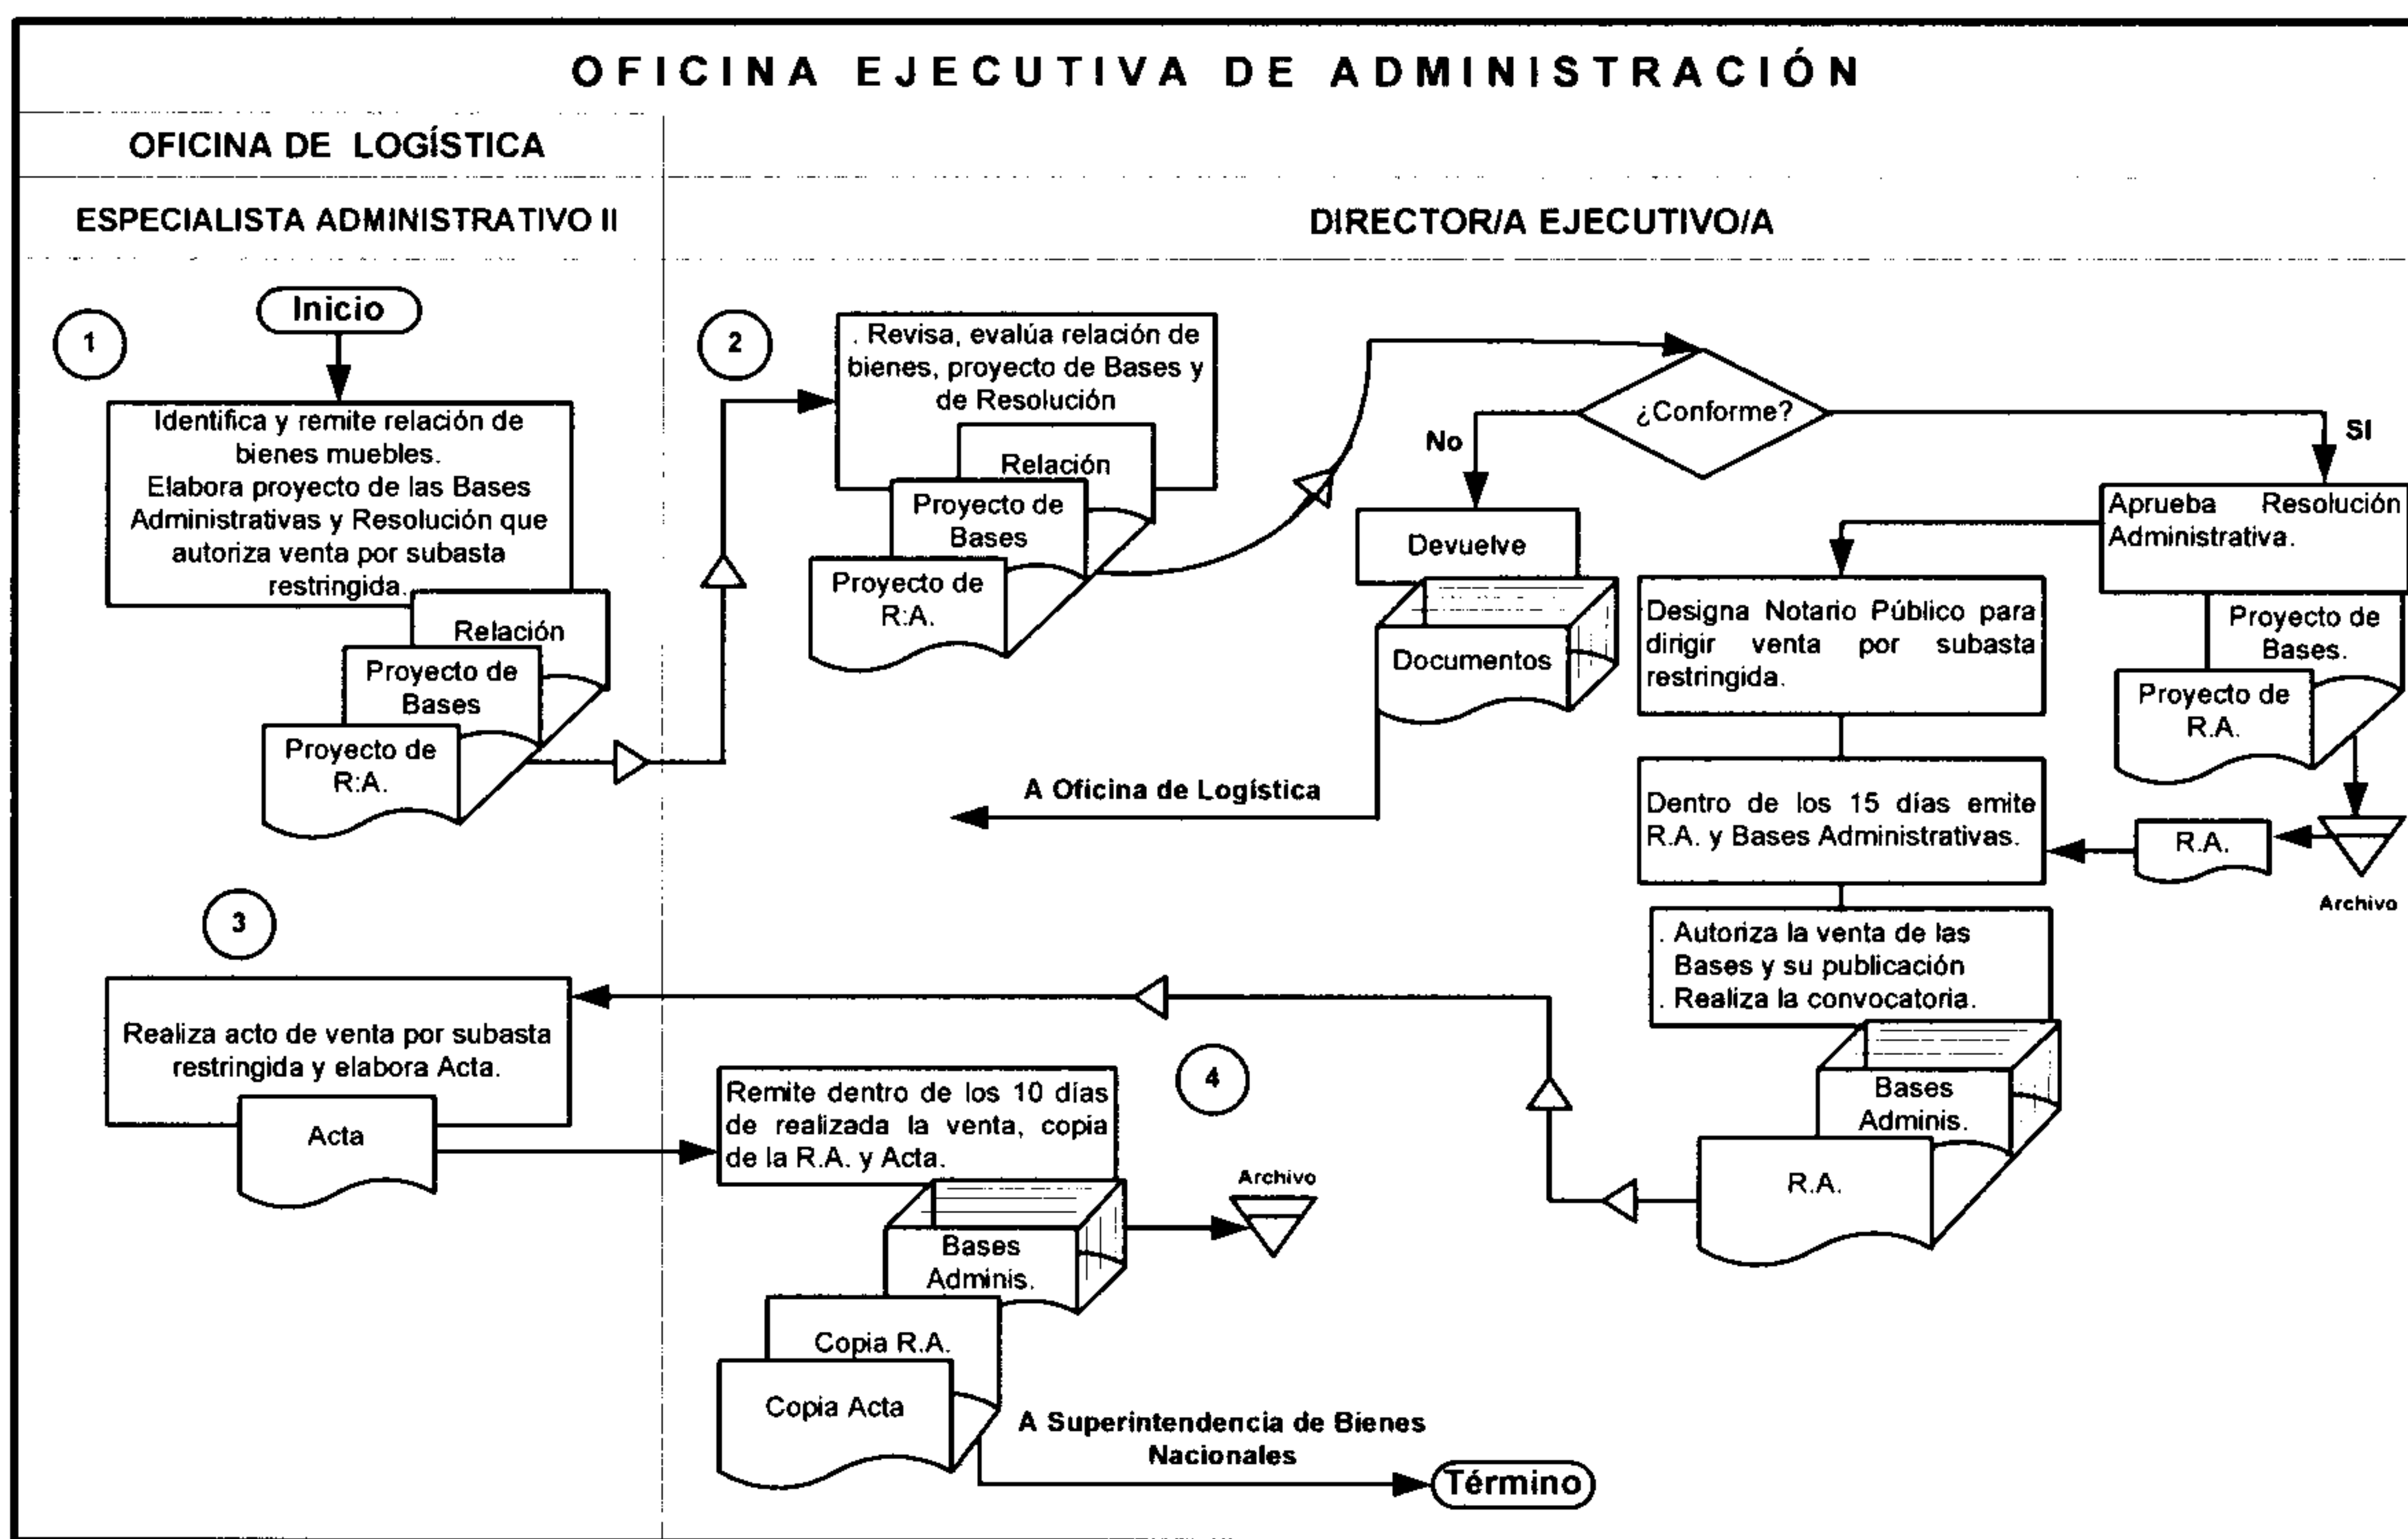 OFICINA EJECUTIVA DE ADMINISTRACIÓN
OFICINA DE LOGÍSTICA
ESPECIALISTA ADMINISTRATIVO II
DIRECTOR/A EJECUTIVO/A
1
Inicio
Identifica y remite relación de
bienes muebles.
Elabora proyecto de las Bases
Administrativas y Resolución que
autoriza venta por subasta
restringida.
Relación
Proyecto de
Bases
Proyecto de
R:A.
2
. Revisa, evalúa relación de
bienes, proyecto de Bases y
de Resolución
Relación
Proyecto de
Bases
Proyecto de
R:A.
¿Conforme?
No
SI
Devuelve
Documentos
A Oficina de Logística
Aprueba Resolución
Administrativa.
Proyecto de
Bases.
Proyecto de
R.A.
Archivo
R.A.
Designa Notario Público para
dirigir venta por subasta
restringida.
Dentro de los 15 días emite
R.A. y Bases Administrativas.
. Autoriza la venta de las
Bases y su publicación
. Realiza la convocatoria.
Bases
Adminis.
R.A.
3
Realiza acto de venta por subasta
restringida y elabora Acta.
Acta
4
Remite dentro de los 10 días
de realizada la venta, copia
de la R.A. y Acta.
Archivo
Bases
Adminis.
Copia R.A.
Copia Acta
A Superintendencia de Bienes
Nacionales
Término